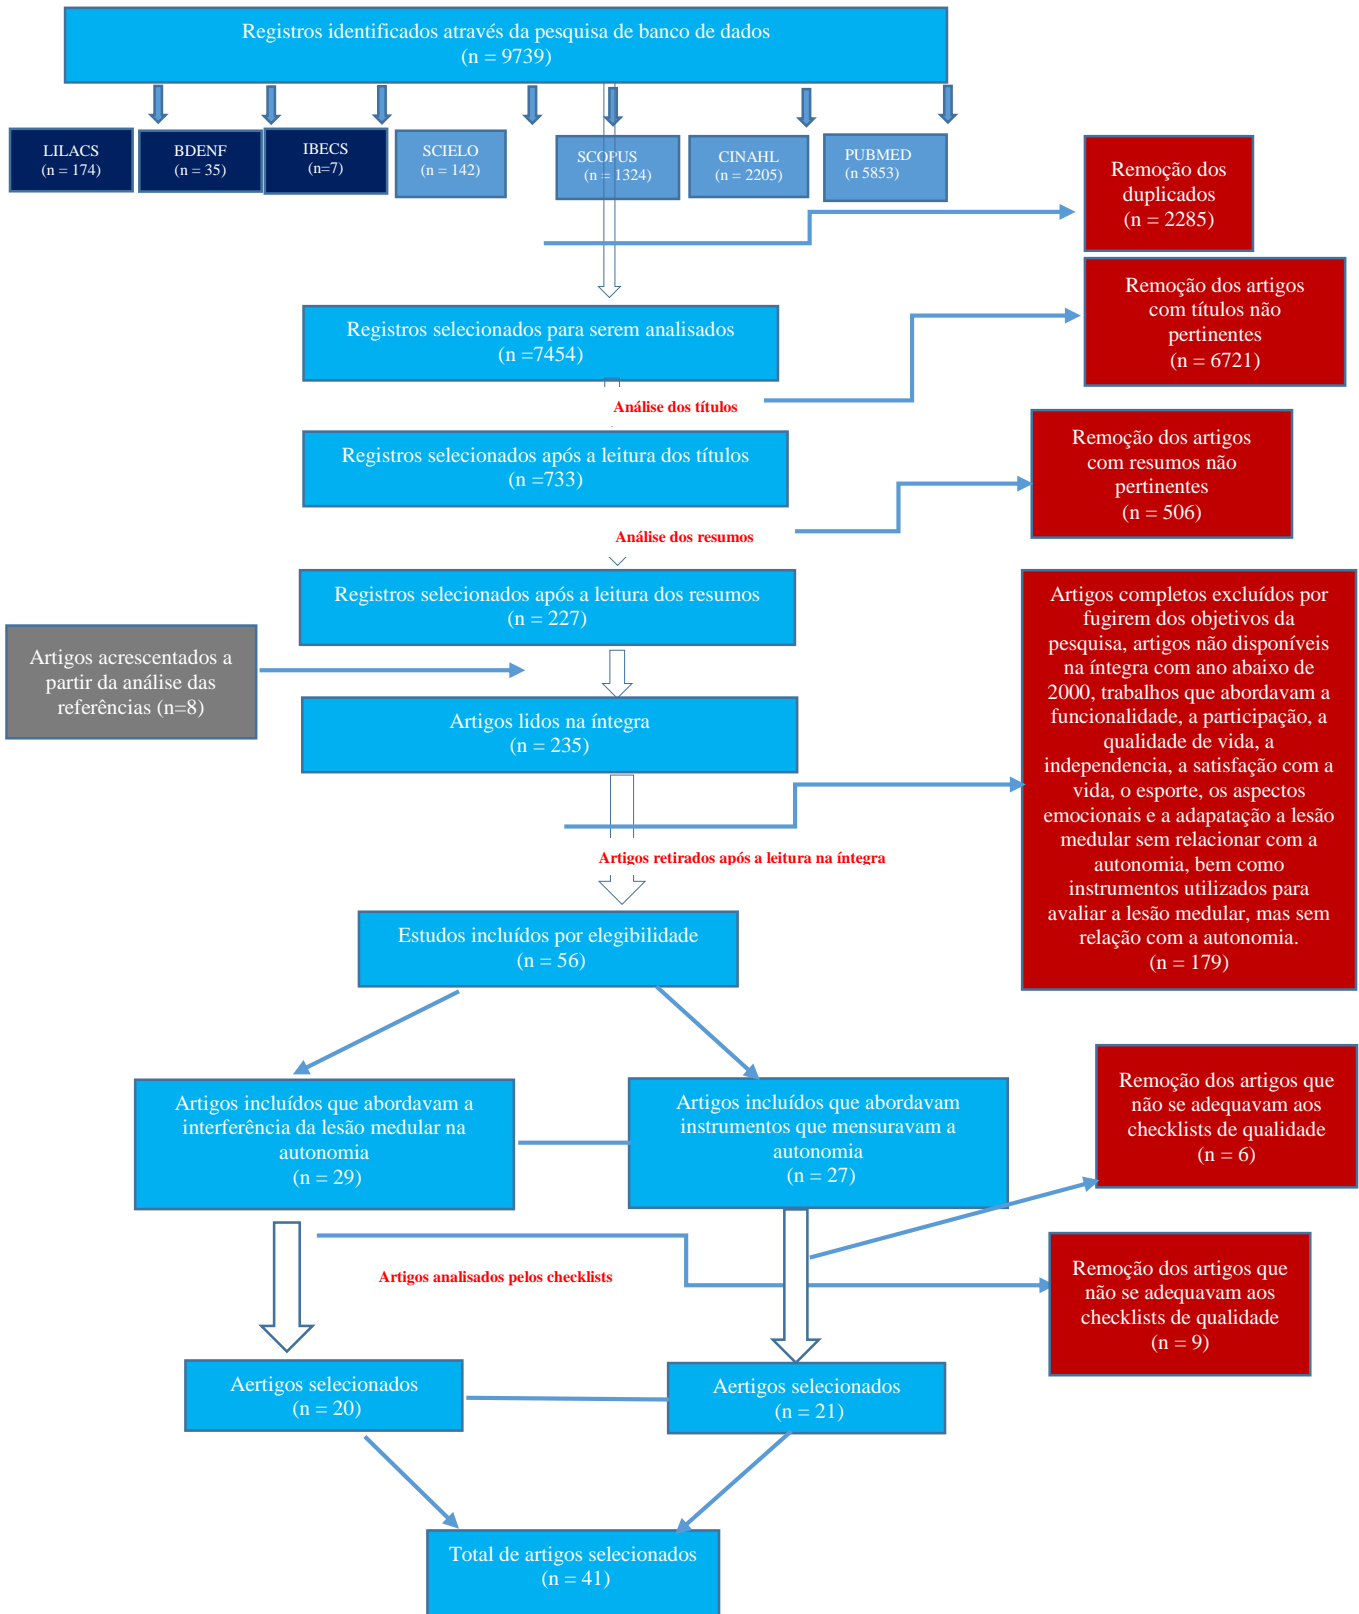 Registros identificados através da pesquisa de banco de dados
(n = 9739)
LILACS
(n = 174)
BDENF
(n = 35)
IBECS
(n=7)
SCIELO
(n = 142)
SCOPUS
(n = 1324)
CINAHL
(n = 2205)
PUBMED
(n 5853)
Remoção dos
duplicados
(n = 2285)
Registros selecionados para serem analisados
(n =7454)
Remoção dos artigos
com títulos não
pertinentes
(n = 6721)
Análise dos títulos
Registros selecionados após a leitura dos títulos
(n =733)
Remoção dos artigos
com resumos não
pertinentes
(n = 506)
Análise dos resumos
Registros selecionados após a leitura dos resumos
(n = 227)
Artigos acrescentados a
partir da análise das
referências (n=8)
Artigos lidos na íntegra
(n = 235)
Artigos completos excluídos por
fugirem dos objetivos da
pesquisa, artigos não disponíveis
na íntegra com ano abaixo de
2000, trabalhos que abordavam a
funcionalidade, a participação, a
qualidade de vida, a
independencia, a satisfação com a
vida, o esporte, os aspectos
emocionais e a adapatação a lesão
medular sem relacionar com a
autonomia, bem como
instrumentos utilizados para
avaliar a lesão medular, mas sem
relação com a autonomia.
(n = 179)
Artigos retirados após a leitura na íntegra
Estudos incluídos por elegibilidade
(n = 56)
Artigos incluídos que abordavam a
interferência da lesão medular na
autonomia
(n = 29)
Artigos incluídos que abordavam
instrumentos que mensuravam a
autonomia
(n = 27)
Remoção dos artigos que
não se adequavam aos
checklists de qualidade
(n = 6)
Artigos analisados pelos checklists
Remoção dos artigos que
não se adequavam aos
checklists de qualidade
(n = 9)
Aertigos selecionados
(n = 20)
Aertigos selecionados
(n = 21)
Total de artigos selecionados
(n = 41)